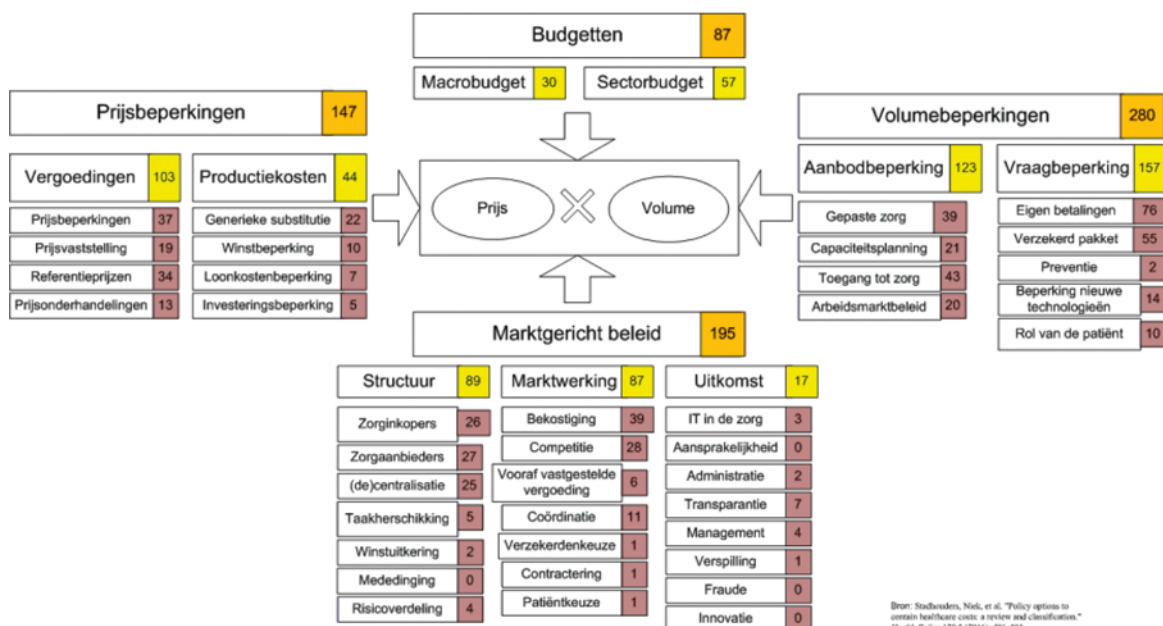 Budgetten 87
Macrobudget 30 Sectorbudget 57
Prijsbeperkingen 147
Vergoedingen 103
Prijsbeperkingen 37
Prijsvaststelling 19
Referentieprijzen 34
Prijsonderhandelingen 13
Productiekosten 44
Generieke substitutie 22
Winstbeperking 10
Loonkostenbeperking 7
Investeringsbeperking 5
Prijs
Volume
Volumebeperkingen 280
Aanbodbeperking 123
Gepaste zorg 39
Capaciteitsplanning 21
Toegang tot zorg 43
Arbeidsmarktbeleid 20
Vraagbeperking 157
Eigen betalingen 76
Verzekerd pakket 55
Preventie 2
Beperking nieuwe
technologieën 14
Rol van de patiënt 10
Marktgericht beleid 195
Structuur 89
Zorginkopers 26
Zorgaanbieders 27
(de)centralisatie 25
Taakherschikking 5
Winstuitkering 2
Mededinging 0
Risicoverdeling 4
Marktwerking 87
Bekostiging 39
Competitie 28
Vooraf vastgestelde
vergoeding 6
Coördinatie 11
Verzekerdenkeuze 1
Contractering 1
Patiëntkeuze 1
Uitkomst 17
IT in de zorg 3
Aansprakelijkheid 0
Administratie 2
Transparantie 7
Management 4
Verspilling 1
Fraude 0
Innovatie 0
Bron: Stadhouders, Niek, et al. "Policy options to
contain healthcare costs: a review and classification."